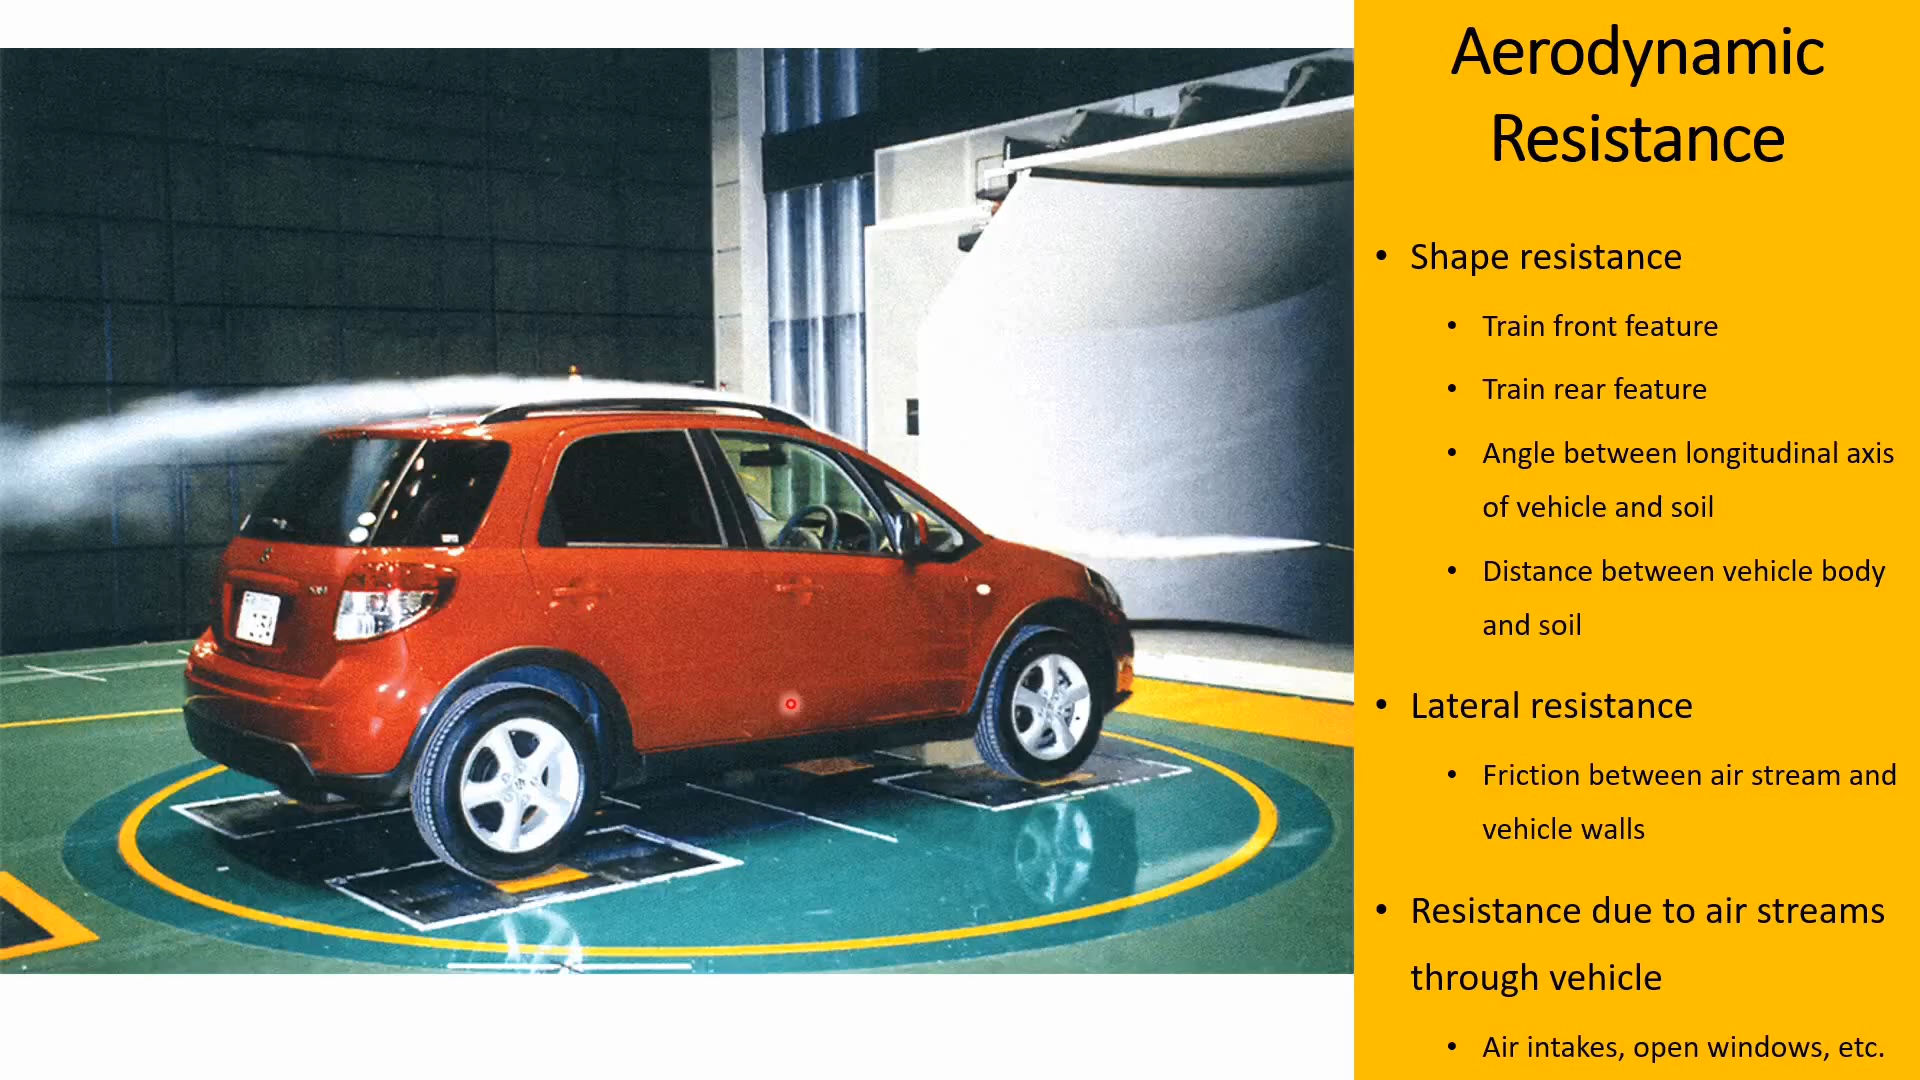 Aerodynamic
Resistance
• Shape resistance
• Train front feature
• Train rear feature
• Angle between longitudinal axis
of vehicle and soil
• Distance between vehicle body
and soil
• Lateral resistance
• Friction between air stream and
vehicle walls
• Resistance due to air streams
through vehicle
• Air intakes, open windows, etc.